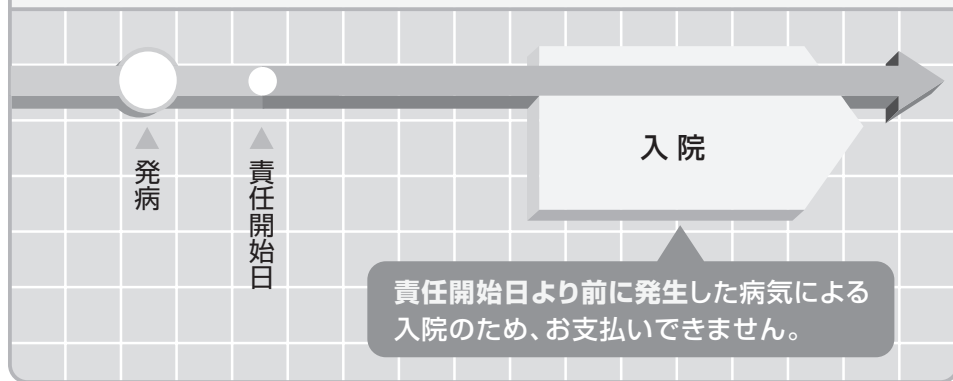 発病
責任開始日
入院
責任開始日より前に発生した病気による
入院のため、お支払いできません。